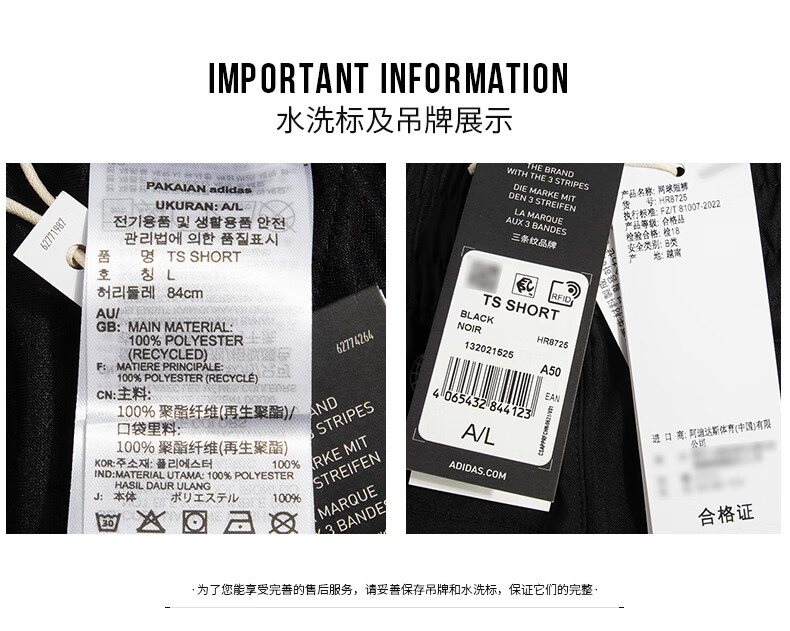 IMPORTANT INFORMATION
水洗标及吊牌展示
62771987
PAKAIAN adidas
UKURAN: A/L
전기용품 및 생활용품 안전
관리법에 의한 품질표시
품 명 TS SHORT
호 칭 L
허리둘레 84cm
AU/
GB: MAIN MATERIAL:
100% POLYESTER
(RECYCLED)
F: MATIERE PRINCIPALE:
100% POLYESTER (RECYCLÉ)
CN: 主料:
100% 聚酯纤维(再生聚酯)/
口袋里料:
100% 聚酯纤维(再生聚酯)
KOR: 주소재: 폴리에스터 100%
IND: MATERIAL UTAMA: 100% POLYESTER
HASIL DAUR ULANG
J: 本体 ポリエステル 100%
30
62774264
AND
3 STRIPES
RKE MIT
STREIFEN
MARQUE
3 BANDES
THE BRAND
WITH THE 3 STRIPES
DIE MARKE MIT
DEN 3 STREIFEN
LA MARQUE
AUX 3 BANDES
三条纹品牌
RFID
TS SHORT
BLACK
NOIR
HR8725
132021525
A50
EAN
4 065432 844123
A/L
ADIDAS.COM
产品名称: 网球短裤
货 号: HR8725
执行标准: FZ/T 81007-2022
产品等级: 合格品
检验合格: 检18
安全类别: B类
产 地: 越南
进 口 商: 阿迪达斯体育(中国)有限
公司
合格证
·为了您能享受完善的售后服务，请妥善保存吊牌和水洗标，保证它们的完整·